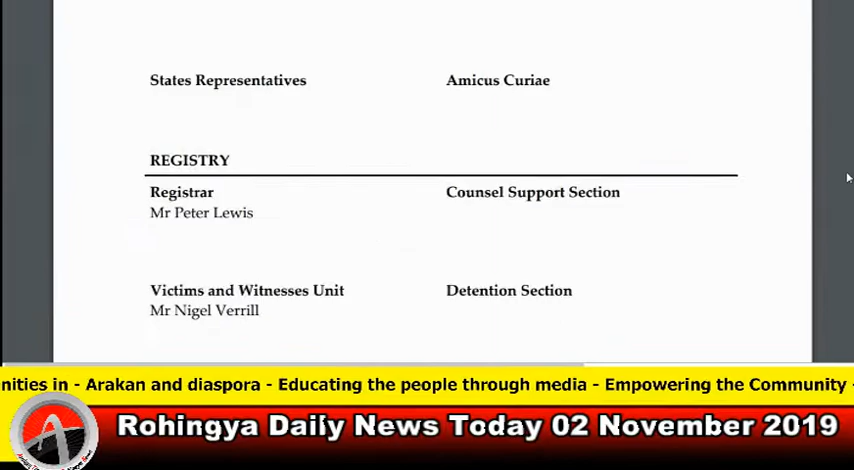 States Representatives Amicus Curiae
REGISTRY
Registrar Counsel Support Section
Mr Peter Lewis
Victims and Witnesses Unit Detention Section
Mr Nigel Verrill
nities in - Arakan and diaspora - Educating the people through media - Empowering the Community -
Rohingya Daily News Today 02 November 2019